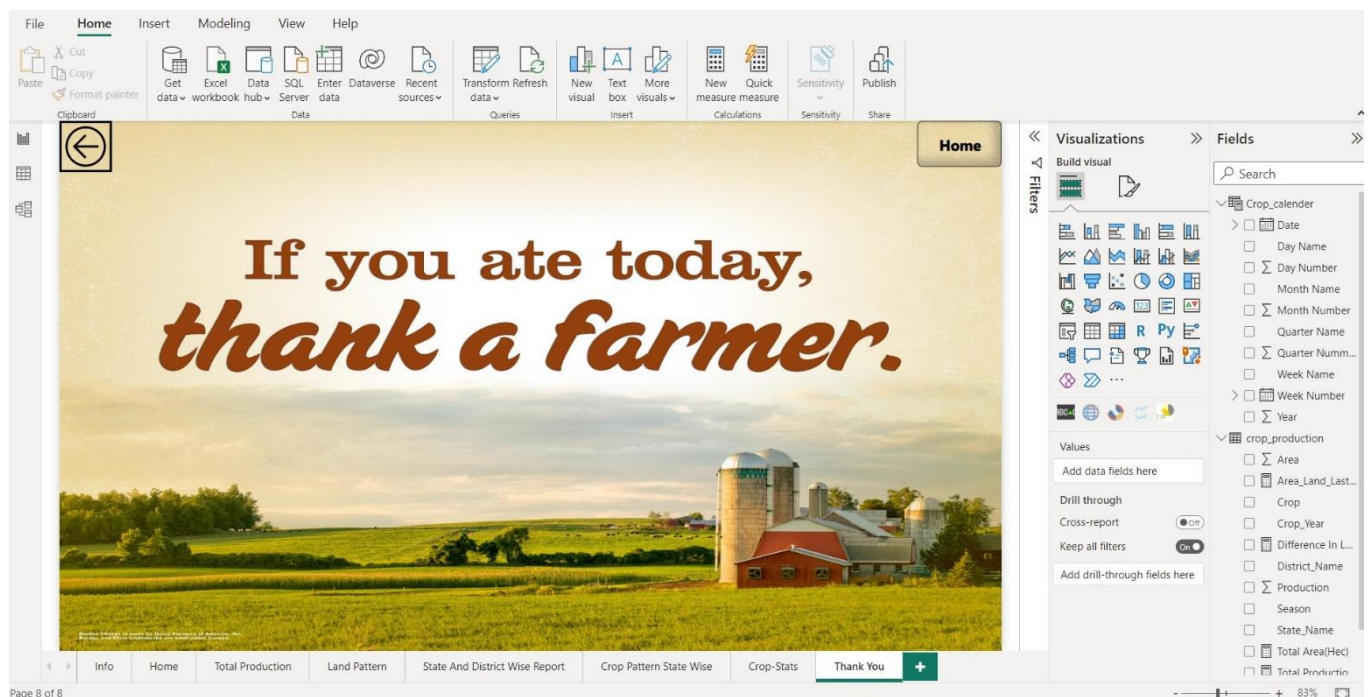 File Home Insert Modeling View Help
Paste
Cut
Copy
Format painter
Clipboard
Get data
Excel workbook
Data hub
SQL Server
Enter data
Dataverse
Recent sources
Data
Transform data
Refresh
Queries
New visual
Text box
More visuals
Insert
New measure
Quick measure
Calculations
Sensitivity
Sensitivity
Publish
Share
Home
If you ate today,
thank a farmer.
Filters
Visualizations
Build visual
123
R Py
Values
Add data fields here
Drill through
Cross-report Off
Keep all filters On
Add drill-through fields here
Fields
Search
Crop_calender
Date
Day Name
Day Number
Month Name
Month Number
Quarter Name
Quarter Numm...
Week Name
Week Number
Year
crop_production
Area
Area_Land_Last...
Crop
Crop_Year
Difference In L...
District_Name
Production
Season
State_Name
Total Area(Hec)
Total Productio
Info Home Total Production Land Pattern State And District Wise Report Crop Pattern State Wise Crop-Stats Thank You +
Page 8 of 8
- + 83%